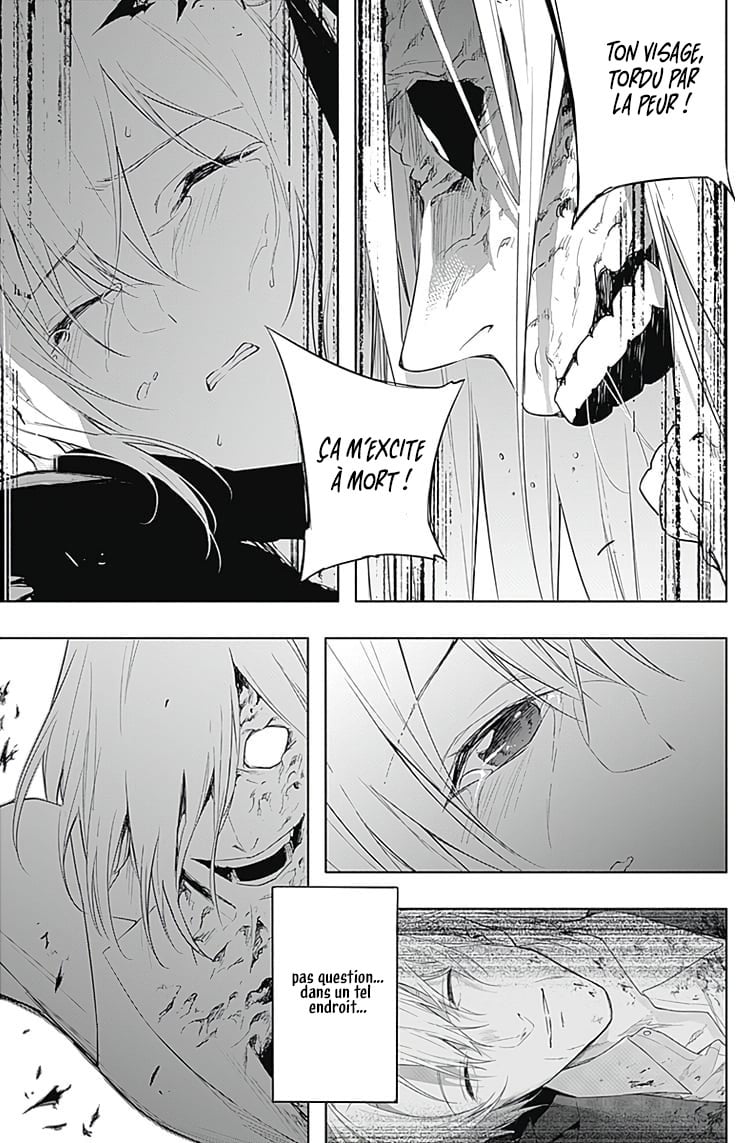 TON VISAGE,
TORDU PAR
LA PEUR !
ÇA M'EXCITE
À MORT !
pas question...
dans un tel
endroit...